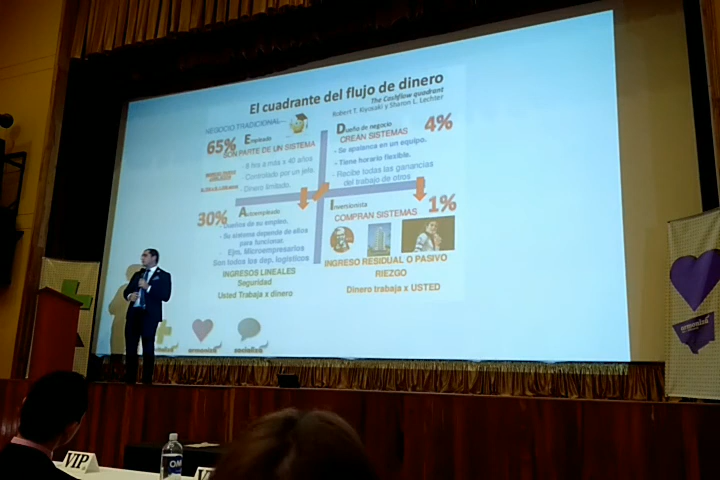 El cuadrante del flujo de dinero
The Cashflow quadrant
Robert T. Kiyosaki y Sharon L. Lechter
NEGOCIO TRADICIONAL
65% Empleado
SON PARTE DE UN SISTEMA
- 8 hrs a más x 40 años
- Controlado por un jefe.
- Dinero limitado.
Dueño de negocio 4%
CREAN SISTEMAS
- Se apalanca en un equipo.
- Tiene horario flexible.
- Recibe todas las ganancias
del trabajo de otros
30% Autoempleado
Dueños de su empleo.
- Su sistema depende de ellos
para funcionar.
Ejm. Microempresarios
Son todos los dep. logísticos
INGRESOS LINEALES
Seguridad
Usted Trabaja x dinero
Inversionista 1%
COMPRAN SISTEMAS
INGRESO RESIDUAL O PASIVO
RIEZGO
Dinero trabaja x USTED
armoniza
socializa
armoniza
VIP